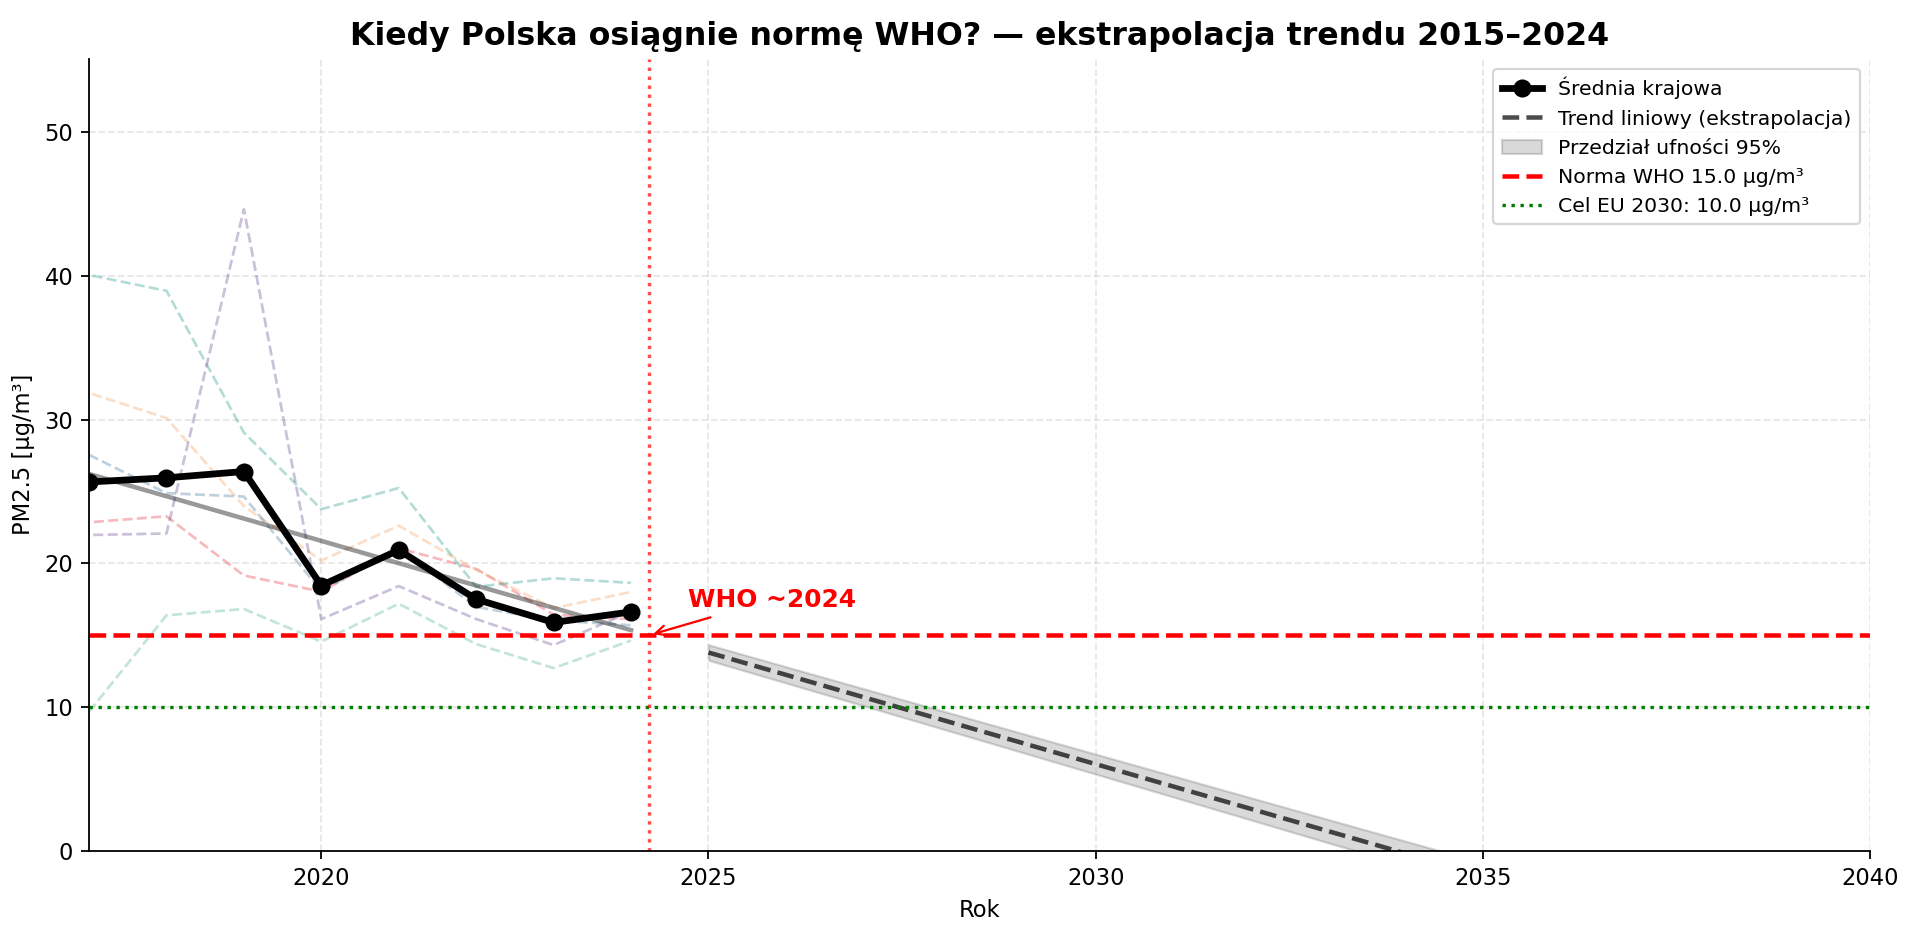 Kiedy Polska osiągnie normę WHO? — ekstrapolacja trendu 2015–2024
Średnia krajowa
Trend liniowy (ekstrapolacja)
Przedział ufności 95%
Norma WHO 15.0 µg/m³
Cel EU 2030: 10.0 µg/m³
PM2.5 [µg/m³]
50
40
30
20
10
0
WHO ~2024
2020
2025
2030
2035
2040
Rok